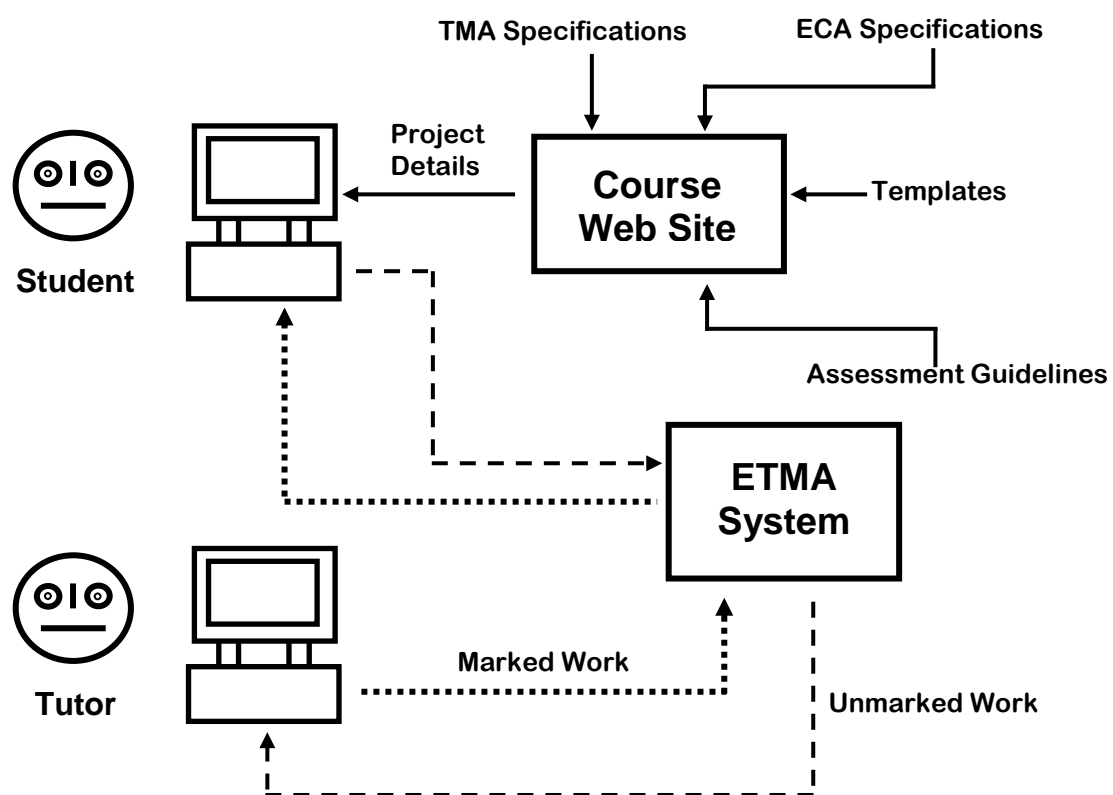 TMA Specifications
ECA Specifications
Project
Details
Course
Web Site
Templates
Student
Assessment Guidelines
ETMA
System
Marked Work
Tutor
Unmarked Work